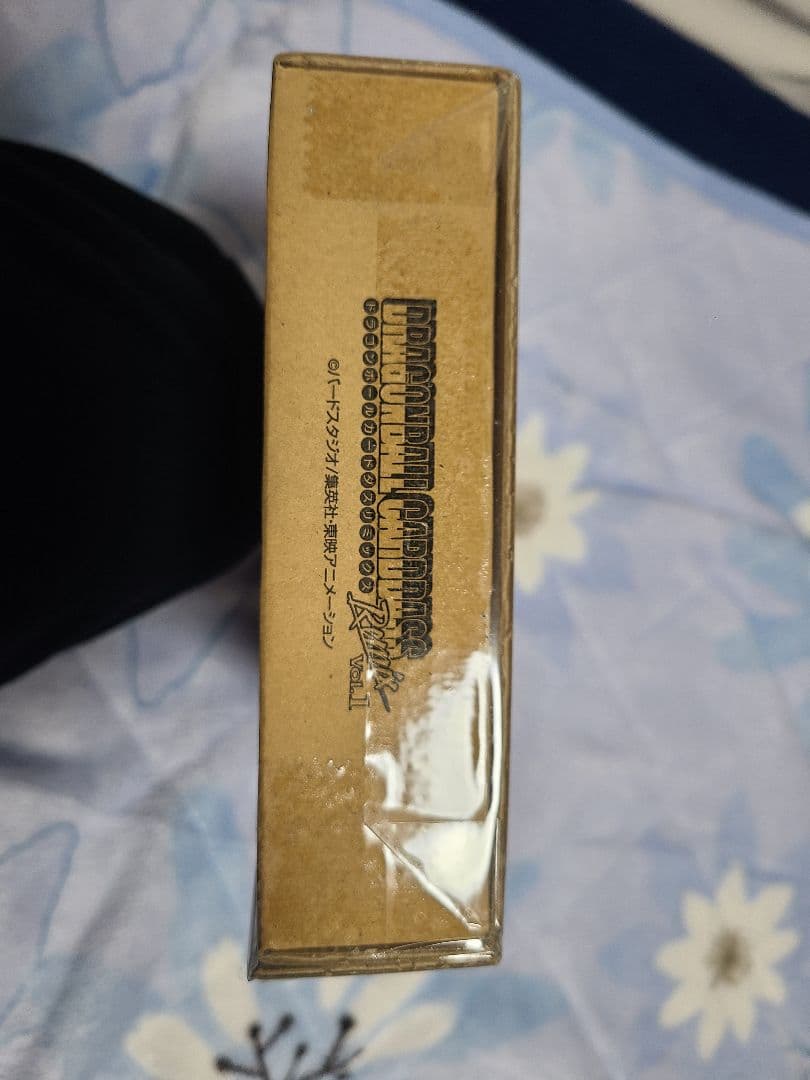 DRAGONBALL CARDDASS
ドラゴンボールカードダスリミックス
Remix
VOL.1
©バードスタジオ/集英社・東映アニメーション